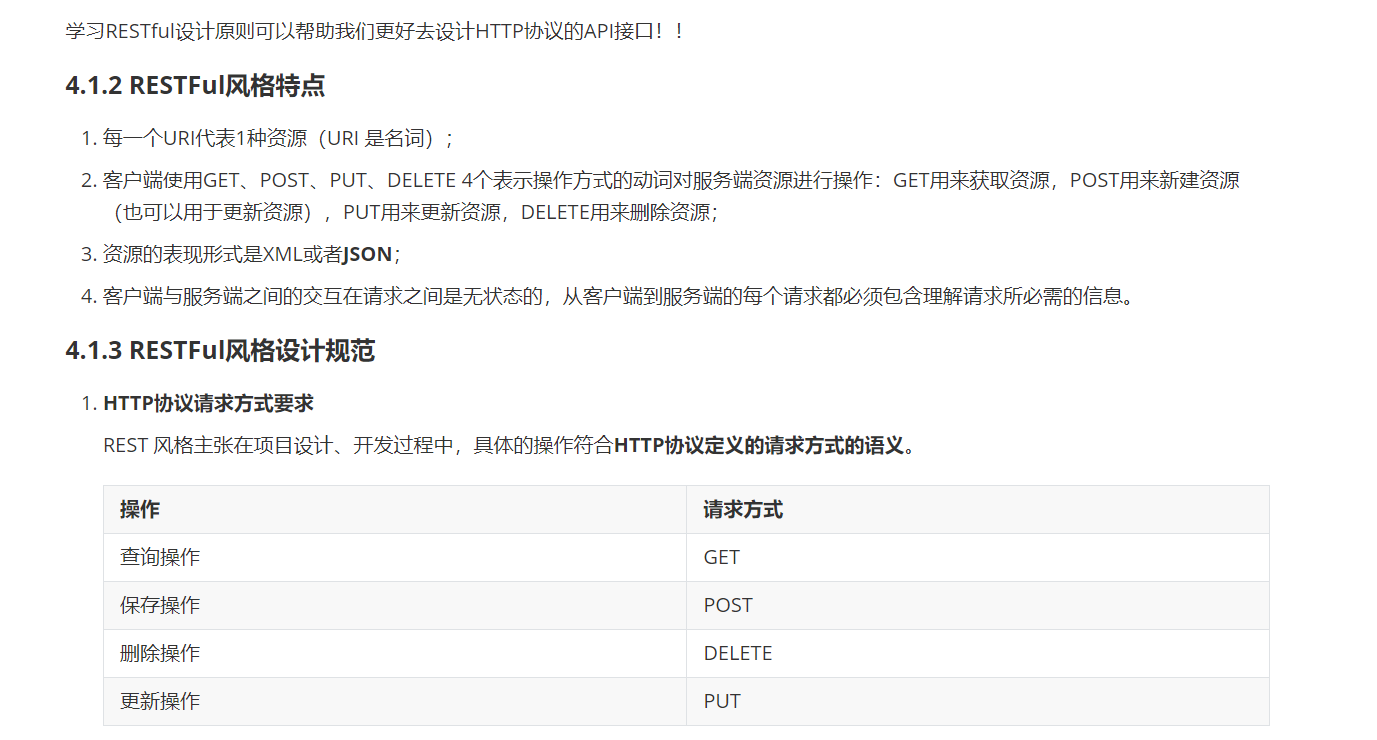 学习RESTful设计原则可以帮助我们更好去设计HTTP协议的API接口！！
4.1.2 RESTFul风格特点
1. 每一个URI代表1种资源（URI 是名词）；
2. 客户端使用GET、POST、PUT、DELETE 4个表示操作方式的动词对服务端资源进行操作：GET用来获取资源，POST用来新建资源
（也可以用于更新资源），PUT用来更新资源，DELETE用来删除资源；
3. 资源的表现形式是XML或者JSON；
4. 客户端与服务端之间的交互在请求之间是无状态的，从客户端到服务端的每个请求都必须包含理解请求所必需的信息。
4.1.3 RESTFul风格设计规范
1. HTTP协议请求方式要求
REST 风格主张在项目设计、开发过程中，具体的操作符合HTTP协议定义的请求方式的语义。
操作 请求方式
查询操作 GET
保存操作 POST
删除操作 DELETE
更新操作 PUT